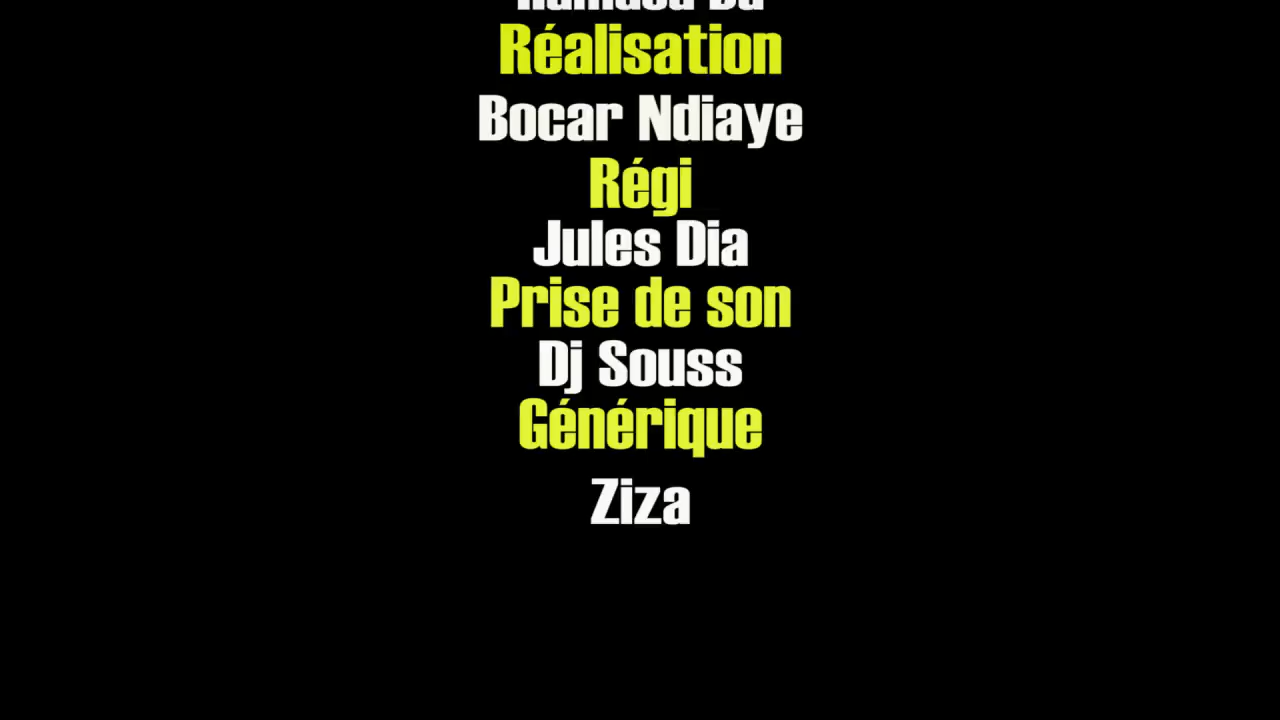 Réalisation
Bocar Ndiaye
Régi
Jules Dia
Prise de son
Dj Souss
Générique
Ziza